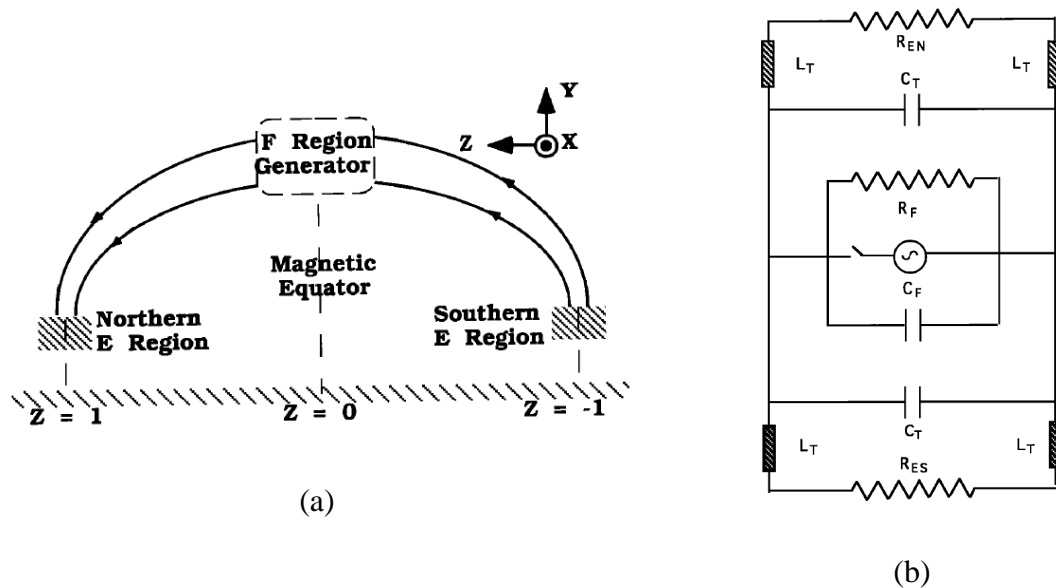 Y
Z
X
F Region
Generator
Magnetic
Equator
Northern
E Region
Southern
E Region
Z = 1
Z = 0
Z = -1
(a)
R_EN
L_T
L_T
C_T
R_F
C_F
C_T
L_T
L_T
R_ES
(b)